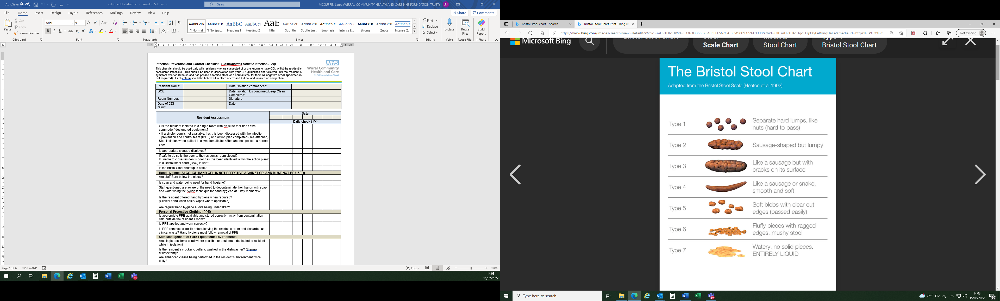 AutoSave Off
cdi-checklist-draft v1 - Saved to S: Drive
Search
MCGUFFIE, Laura (WIRRAL COMMUNITY HEALTH AND CARE NHS FOUNDATION TRUST) LM
File Home Insert Design Layout References Mailings Review View Help
Share Comments
Paste
Cut
Copy
Format Painter
Arial 9
AaBbCcDc AaBbCcDc AaBbC AaBbCcl AaB AaBbCcD AaBbCcDc AaBbCcDc AaBbCcDc AaBbCcDc AaBbCcDc AaBbCcDc
¶ Normal ¶ No Spac... Heading 1 Heading 2 Title Subtitle Subtle Em... Emphasis Intense E... Strong Quote Intense Q...
Find
Replace
Select
Dictate
Reuse Files
Build Report
Clipboard Font Paragraph Styles Editing Voice Reuse Files InPhase
Infection Prevention and Control Checklist –Clostridioides Difficile Infection (CDI)
NHS
Wirral Community
Health and Care
NHS Foundation Trust
This checklist should be used daily with residents who are suspected of or are known to have CDI, whilst the resident is
considered infectious. This should be used in association with your CDI guidelines and followed until the resident is
symptom free for 48 hours and has passed a formed stool, or a normal stool for them (A negative stool specimen is
not required). Each criteria should be ticked √ if in place or crossed X if not and initialed on completion.
Resident Name: Date Isolation commenced:
DOB: Date Isolation Discontinued/Deep Clean
Completed:
Room Number: Signature:
Date of CDI Date:
result:
Resident Assessment
Date:
Daily check (√/x)
• Is the resident isolated in a single room with en-suite facilities / own
commode / designated equipment?
• If a single room is not available, has this been discussed with the infection
prevention and control team (IPCT) and action plan completed (see attached)
Stop isolation when patient is asymptomatic for 48hrs and has passed a normal
stool
Is appropriate signage displayed?
If safe to do so is the door to the resident's room closed?
If unable to close resident's door has this been identified within the action plan?
Is a Bristol stool chart (BSC) in use?
Is the Bristol Stool chart up to date?
Hand Hygiene (ALCOHOL HAND GEL IS NOT EFFECTIVE AGAINST CDI AND MUST NOT BE USED)
Are staff Bare below the elbow?
Is soap and water being used for hand hygiene?
Staff questioned are aware of the need to decontaminate their hands with soap
and water using the Ayliffe technique for hand hygiene at 5 key moments?
Is the resident offered hand hygiene when required?
(Clinical hand wash basin/ wipes where applicable)
Are regular hand hygiene audits being undertaken?
Personal Protective Clothing (PPE)
Is appropriate PPE available and stored correctly, away from contamination
risk, outside the resident's room?
Is PPE applied and worn correctly?
Is PPE removed correctly before leaving the residents room and discarded as
clinical waste? Hand hygiene must follow removal of PPE
Safe Management of Care Equipment/ Environmental
Are single-use items used where possible or equipment dedicated to resident
while in isolation?
Is the resident's crockery, cutlery, washed in the dishwasher? (thermo
disinfectant)?
Are enhanced cleans being performed in the resident's environment twice
daily?
Page 1 of 6 1053 words
Focus
100%
14:03
15/02/2022
bristol stool chart - Search
Bristol Stool Chart Print - Bing im
Not syncing
Microsoft Bing
Scale Chart
Stool Chart
Bristol Stool Chart
The Bristol Stool Chart
Adapted from the Bristol Stool Scale (Heaton et al 1992)
Type 1 Separate hard lumps, like
nuts (hard to pass)
Type 2 Sausage-shaped but lumpy
Type 3 Like a sausage but with
cracks on its surface
Type 4 Like a sausage or snake,
smooth and soft
Type 5 Soft blobs with clear cut
edges (passed easily)
Type 6 Fluffy pieces with ragged
edges, mushy stool
Type 7 Watery, no solid pieces.
ENTIRELY LIQUID
Type here to search
8°C Cloudy
14:03
15/02/2022
20